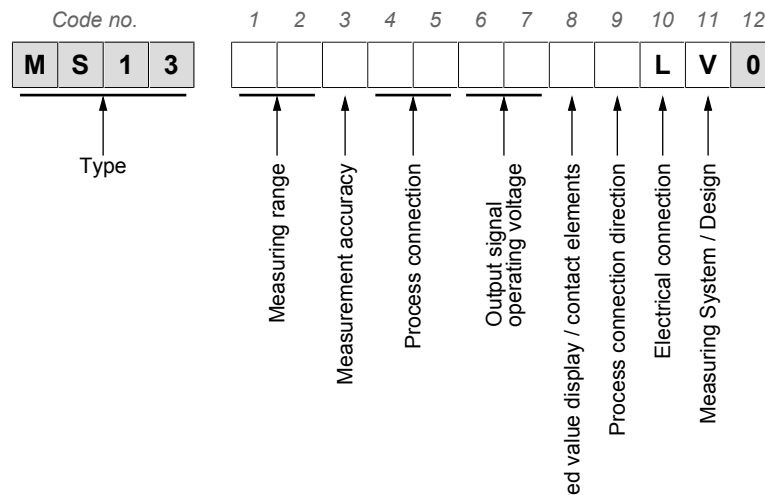 Code no. 1 2 3 4 5 6 7 8 9 10 11 12
M S 1 3 L V 0
Type
Measuring range
Measurement accuracy
Process connection
Output signal
operating voltage
ed value display / contact elements
Process connection direction
Electrical connection
Measuring System / Design